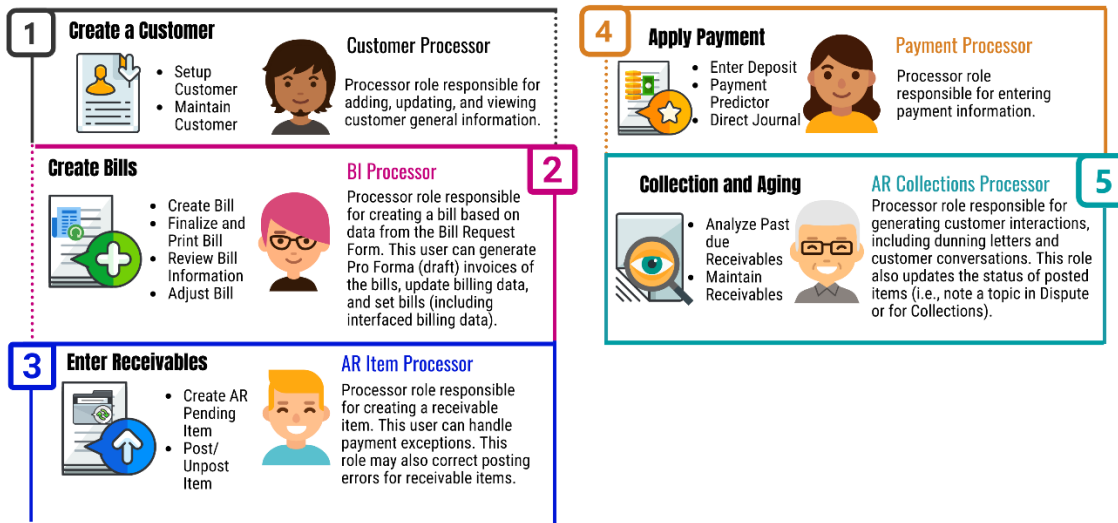 1
Create a Customer
• Setup
Customer
• Maintain
Customer
Customer Processor
Processor role responsible for
adding, updating, and viewing
customer general information.
2
Create Bills
• Create Bill
• Finalize and
Print Bill
• Review Bill
Information
• Adjust Bill
BI Processor
Processor role responsible
for creating a bill based on
data from the Bill Request
Form. This user can generate
Pro Forma (draft) invoices of
the bills, update billing data,
and set bills (including
interfaced billing data).
3
Enter Receivables
• Create AR
Pending
Item
• Post/
Unpost
Item
AR Item Processor
Processor role responsible
for creating a receivable
item. This user can handle
payment exceptions. This
role may also correct posting
errors for receivable items.
4
Apply Payment
• Enter Deposit
• Payment
Predictor
• Direct Journal
Payment Processor
Processor role
responsible for entering
payment information.
5
Collection and Aging
• Analyze Past
due
Receivables
• Maintain
Receivables
AR Collections Processor
Processor role responsible for
generating customer interactions,
including dunning letters and
customer conversations. This role
also updates the status of posted
items (i.e., note a topic in Dispute
or for Collections).